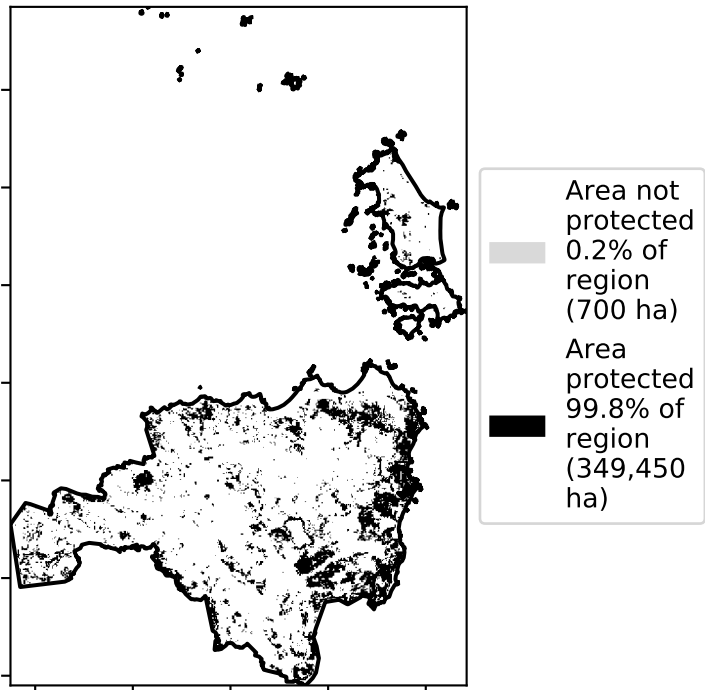 Area not
protected
0.2% of
region
(700 ha)
Area
protected
99.8% of
region
(349,450
ha)